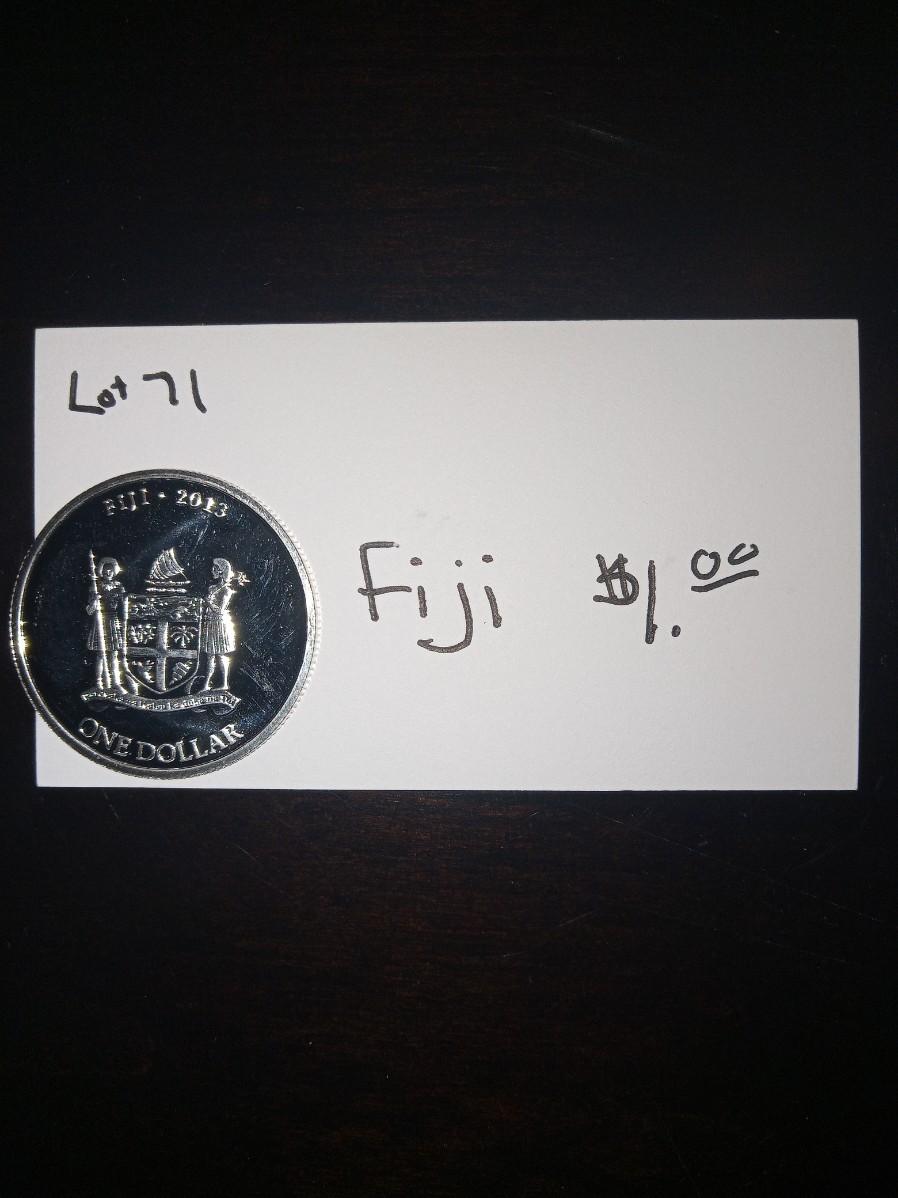 Lot 71
FIJI · 2013
ONE DOLLAR
Fiji $1.00